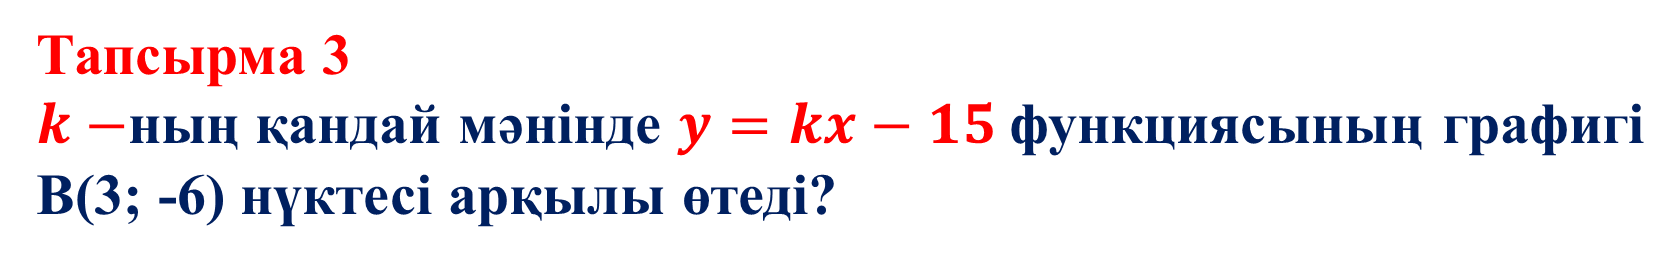 Тапсырма 3
k −ның қандай мәнінде y = kx − 15 функциясының графигі
В(3; -6) нүктесі арқылы өтеді?